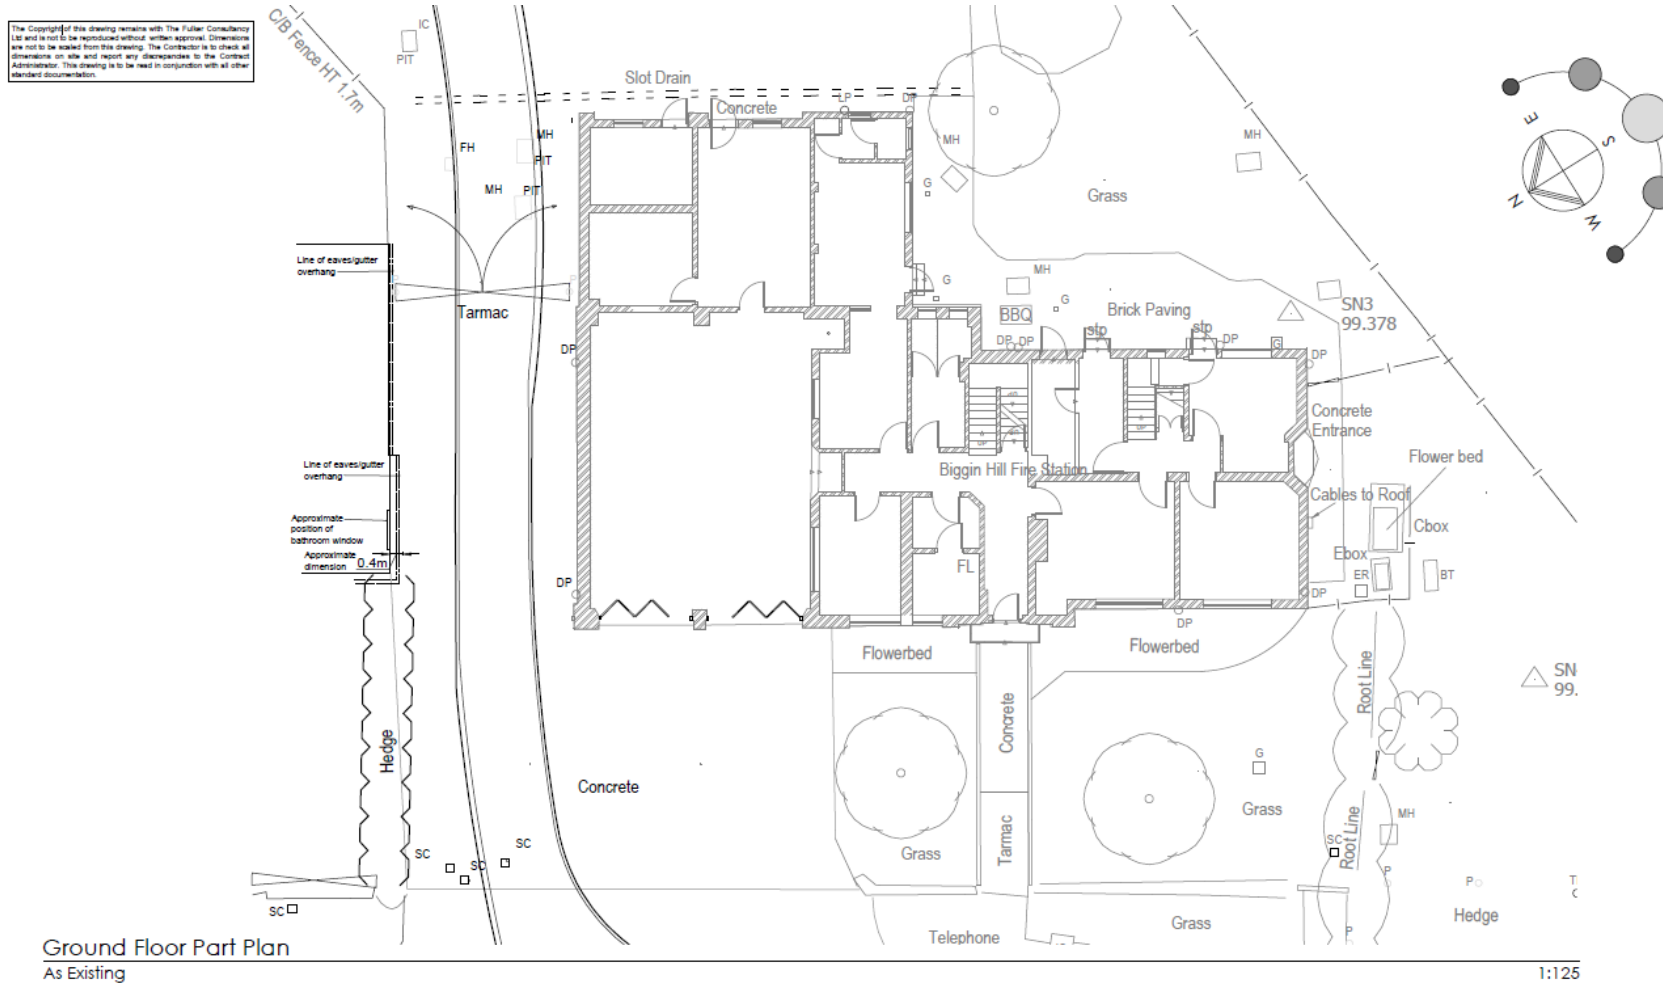 The Copyright of this drawing remains with The Fulker Consultancy
Ltd and is not to be reproduced without written approval. Dimensions
are not to be scaled from this drawing. The Contractor is to check all
dimensions on site and report any discrepancies to the Contract
Administrator. This drawing is to be read in conjunction with all other
standard documentation.
C/B Fence HT 1.7m
IC
PIT
Slot Drain
Concrete
LP
DP
MH
PIT
FH
MH
PIT
MH
G
MH
Grass
E
S
N
W
Line of eaves/gutter
overhang
Tarmac
G
MH
G
BBQ
Brick Paving
SN3
99.378
stp
stp
DP
DP
DP
DP
G
DP
Concrete
Entrance
UP
UP
Biggin Hill Fire Station
Flower bed
Line of eaves/gutter
overhang
Cables to Roof
Approximate
position of
bathroom window
Cbox
Approximate
dimension
0.4m
Ebox
FL
ER
BT
DP
DP
DP
Flowerbed
Flowerbed
Root Line
SN
99.
Hedge
Concrete
Concrete
G
Grass
Tarmac
Grass
Root Line
MH
SC
SC
SC
SC
SC
P
P
Hedge
Grass
Telephone
P
Ground Floor Part Plan
As Existing
1:125